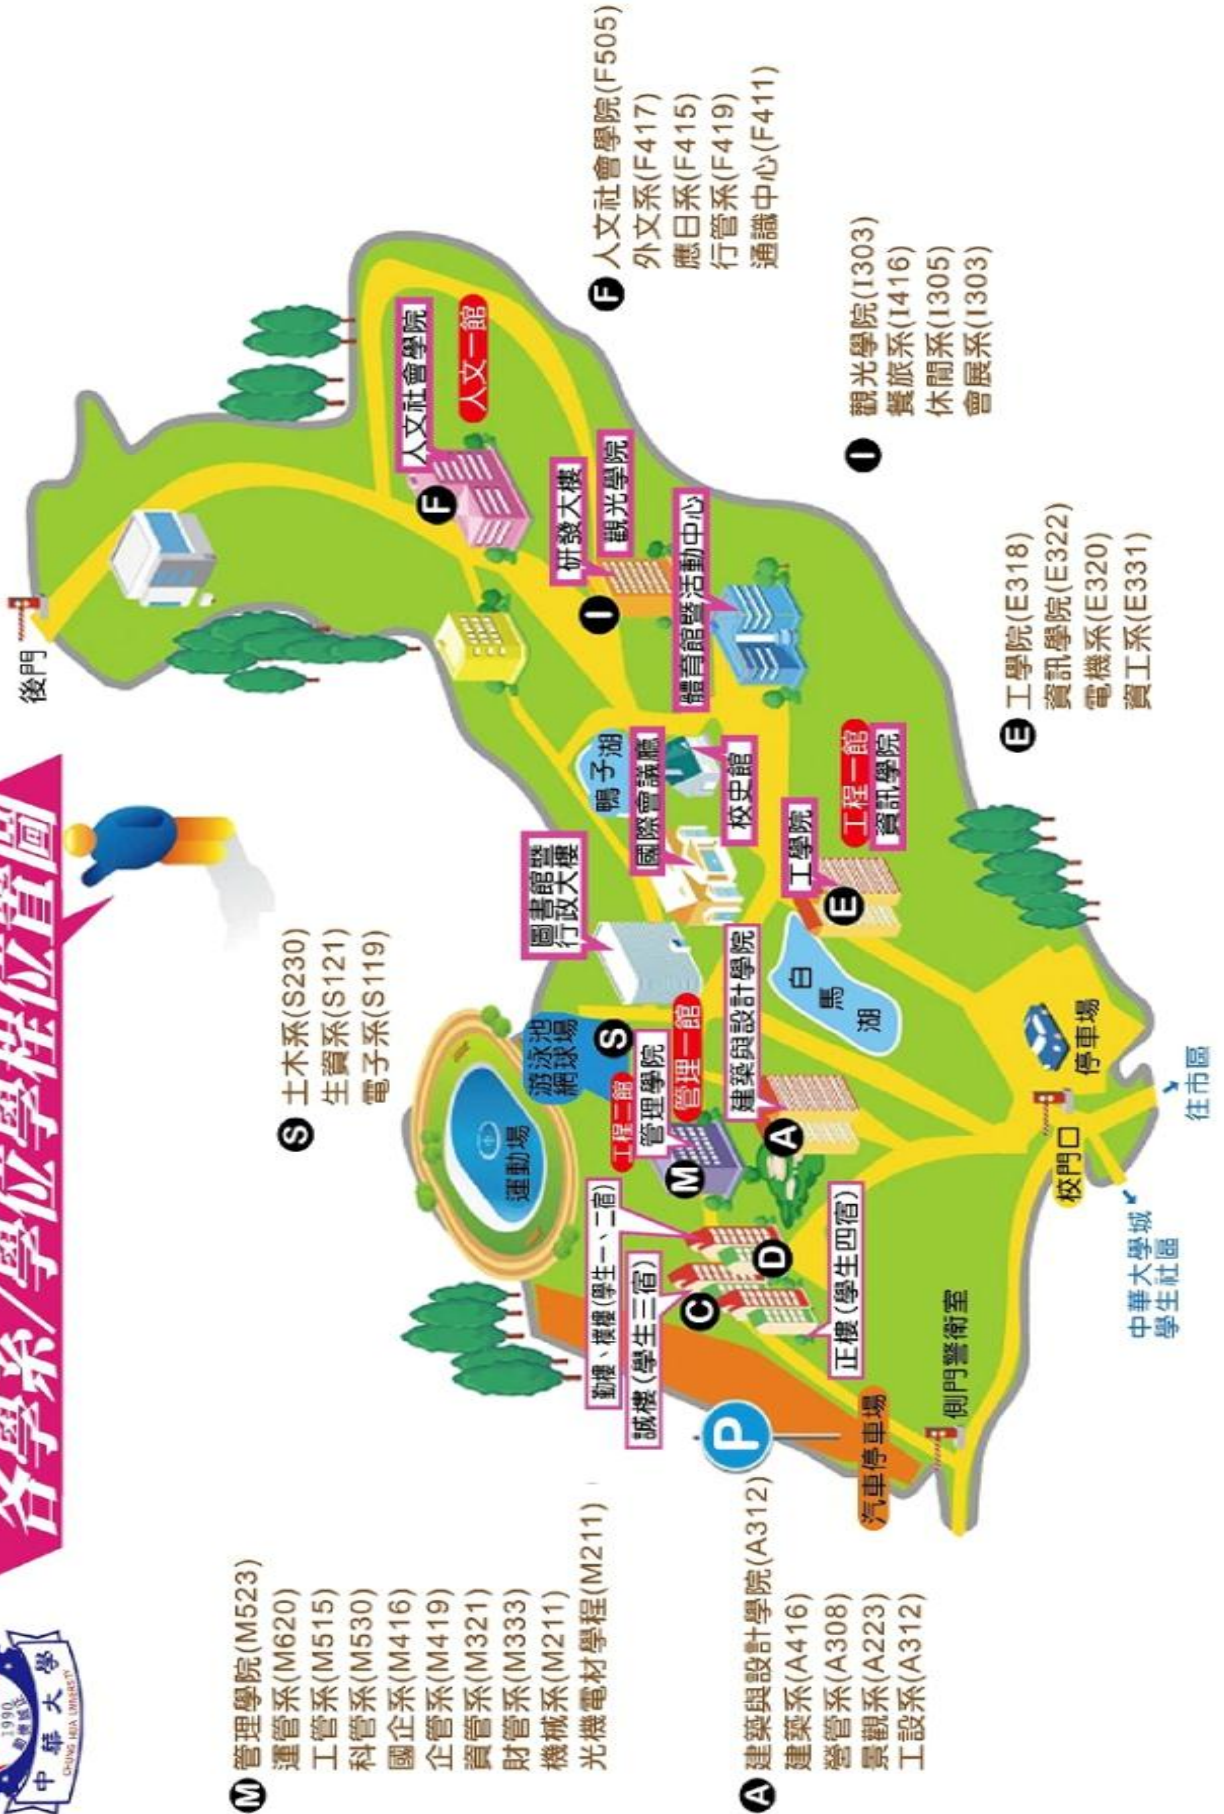 各學系/學位學程位置圖
1990
中華大學
CHUNG HUA UNIVERSITY
M 管理學院(M523)
運管系(M620)
工管系(M515)
科管系(M530)
國企系(M416)
企管系(M419)
資管系(M321)
財管系(M333)
機械系(M211)
光機電材學程(M211)
S 土木系(S230)
生資系(S121)
電子系(S119)
後門
運動場
游泳池
網球場
S
工程二館
管理學院
管理一館
M
勤樓、樸樓(學生一、二宿)
誠樓(學生三宿)
C
D
正樓(學生四宿)
P
汽車停車場
側門警衛室
建築與設計學院
A
圖書館暨
行政大樓
鴨子湖
國際會議廳
校史館
工學院
E
工程一館
資訊學院
白馬湖
人文社會學院
人文一館
F
研發大樓
觀光學院
I
體育館暨活動中心
停車場
校門口
往市區
中華大學城
學生社區
A 建築與設計學院(A312)
建築系(A416)
營管系(A308)
景觀系(A223)
工設系(A312)
E 工學院(E318)
資訊學院(E322)
電機系(E320)
資工系(E331)
I 觀光學院(I303)
餐旅系(I416)
休閒系(I305)
會展系(I303)
F 人文社會學院(F505)
外文系(F417)
應日系(F415)
行管系(F419)
通識中心(F411)